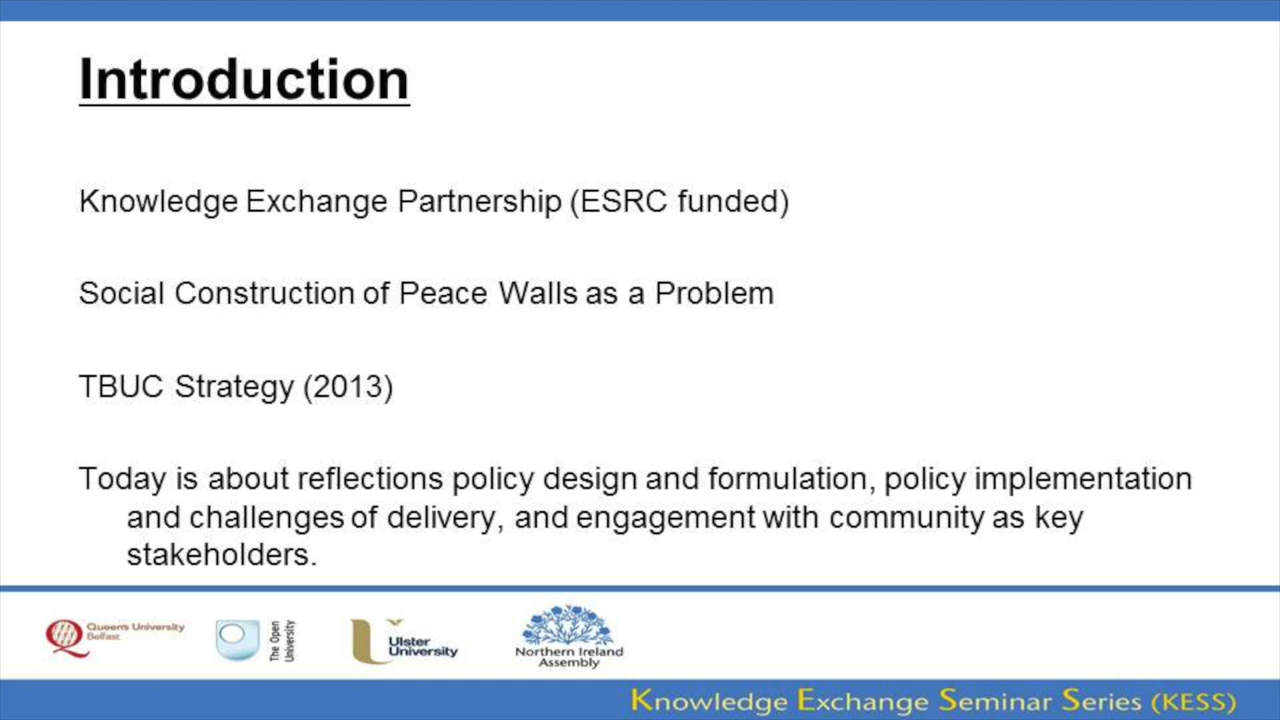 Introduction
Knowledge Exchange Partnership (ESRC funded)
Social Construction of Peace Walls as a Problem
TBUC Strategy (2013)
Today is about reflections policy design and formulation, policy implementation
and challenges of delivery, and engagement with community as key
stakeholders.
Queen's University
Belfast
The Open
University
Ulster
University
Northern Ireland
Assembly
Knowledge Exchange Seminar Series (KESS)